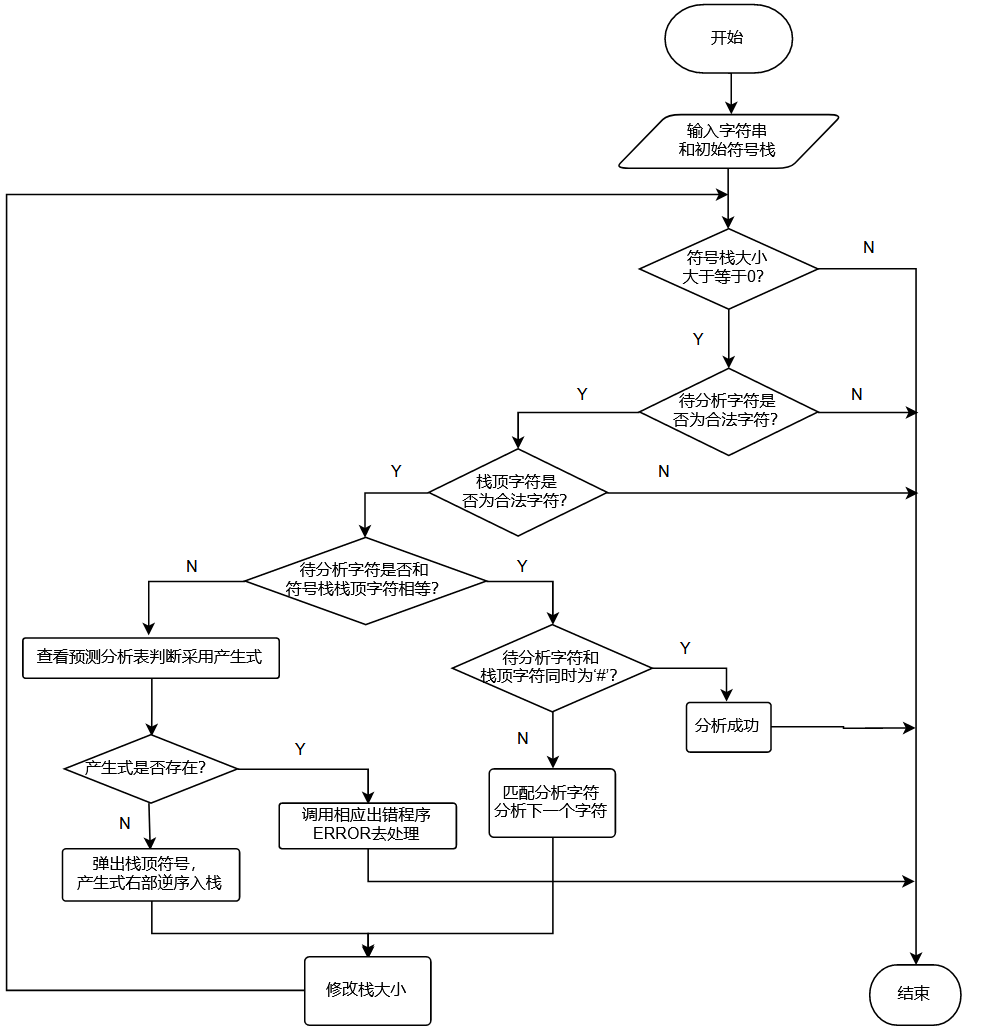 开始
输入字符串
和初始符号栈
符号栈大小
大于等于0?
N
Y
待分析字符是
否为合法字符?
Y
N
栈顶字符是
否为合法字符?
Y
N
待分析字符是否和
符号栈栈顶字符相等?
N
Y
查看预测分析表判断采用产生式
待分析字符和
栈顶字符同时为‘#’?
Y
分析成功
N
产生式是否存在?
Y
匹配分析字符
分析下一个字符
调用相应出错程序
ERROR去处理
N
弹出栈顶符号,
产生式右部逆序入栈
修改栈大小
结束